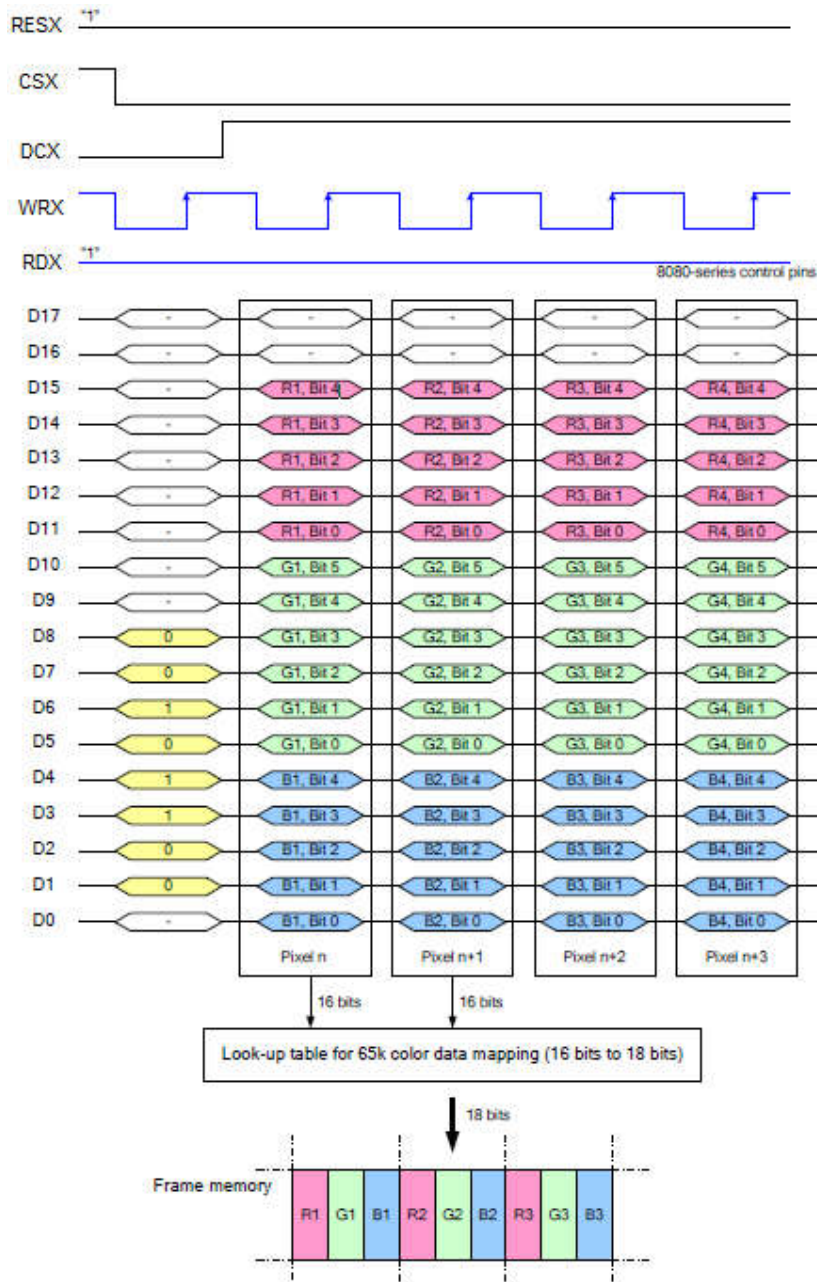 RESX "1"
CSX
DCX
WRX
RDX "1"
8080-series control pins
D17 - - - - -
D16 - - - - -
D15 - R1, Bit 4 R2, Bit 4 R3, Bit 4 R4, Bit 4
D14 - R1, Bit 3 R2, Bit 3 R3, Bit 3 R4, Bit 3
D13 - R1, Bit 2 R2, Bit 2 R3, Bit 2 R4, Bit 2
D12 - R1, Bit 1 R2, Bit 1 R3, Bit 1 R4, Bit 1
D11 - R1, Bit 0 R2, Bit 0 R3, Bit 0 R4, Bit 0
D10 - G1, Bit 5 G2, Bit 5 G3, Bit 5 G4, Bit 5
D9 - G1, Bit 4 G2, Bit 4 G3, Bit 4 G4, Bit 4
D8 0 G1, Bit 3 G2, Bit 3 G3, Bit 3 G4, Bit 3
D7 0 G1, Bit 2 G2, Bit 2 G3, Bit 2 G4, Bit 2
D6 1 G1, Bit 1 G2, Bit 1 G3, Bit 1 G4, Bit 1
D5 0 G1, Bit 0 G2, Bit 0 G3, Bit 0 G4, Bit 0
D4 1 B1, Bit 4 B2, Bit 4 B3, Bit 4 B4, Bit 4
D3 1 B1, Bit 3 B2, Bit 3 B3, Bit 3 B4, Bit 3
D2 0 B1, Bit 2 B2, Bit 2 B3, Bit 2 B4, Bit 2
D1 0 B1, Bit 1 B2, Bit 1 B3, Bit 1 B4, Bit 1
D0 - B1, Bit 0 B2, Bit 0 B3, Bit 0 B4, Bit 0
Pixel n Pixel n+1 Pixel n+2 Pixel n+3
16 bits 16 bits
Look-up table for 65k color data mapping (16 bits to 18 bits)
18 bits
Frame memory
R1 G1 B1 R2 G2 B2 R3 G3 B3